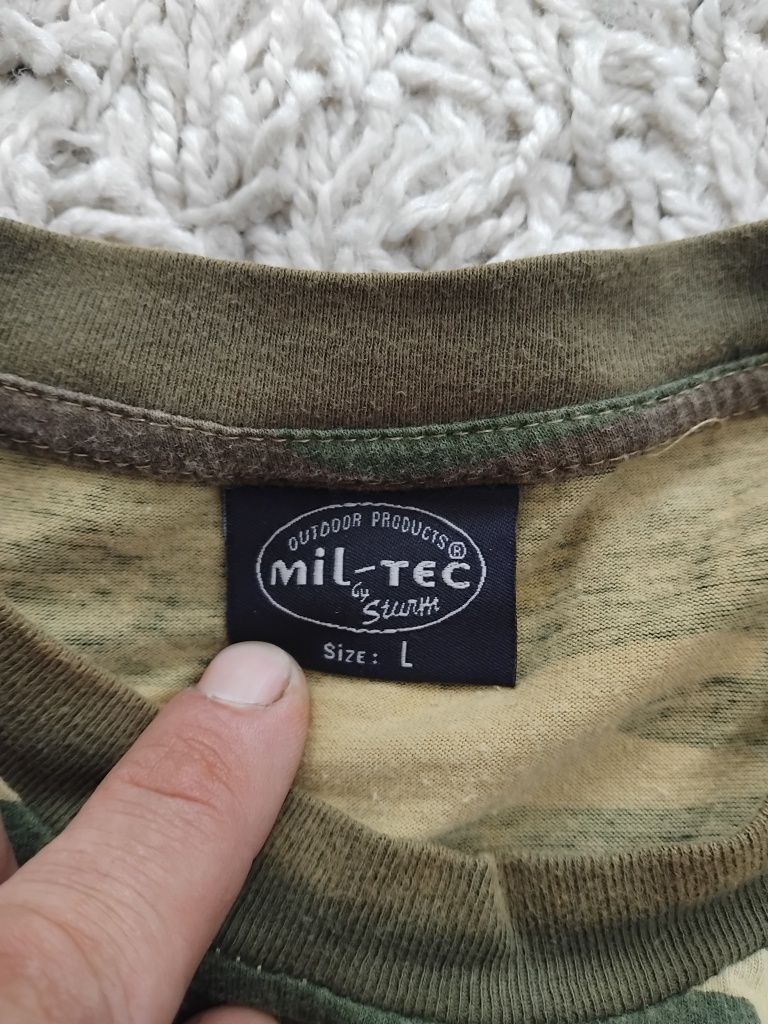 OUTDOOR PRODUCTS®
MiL-TEC
by Sturm
SiZE: L